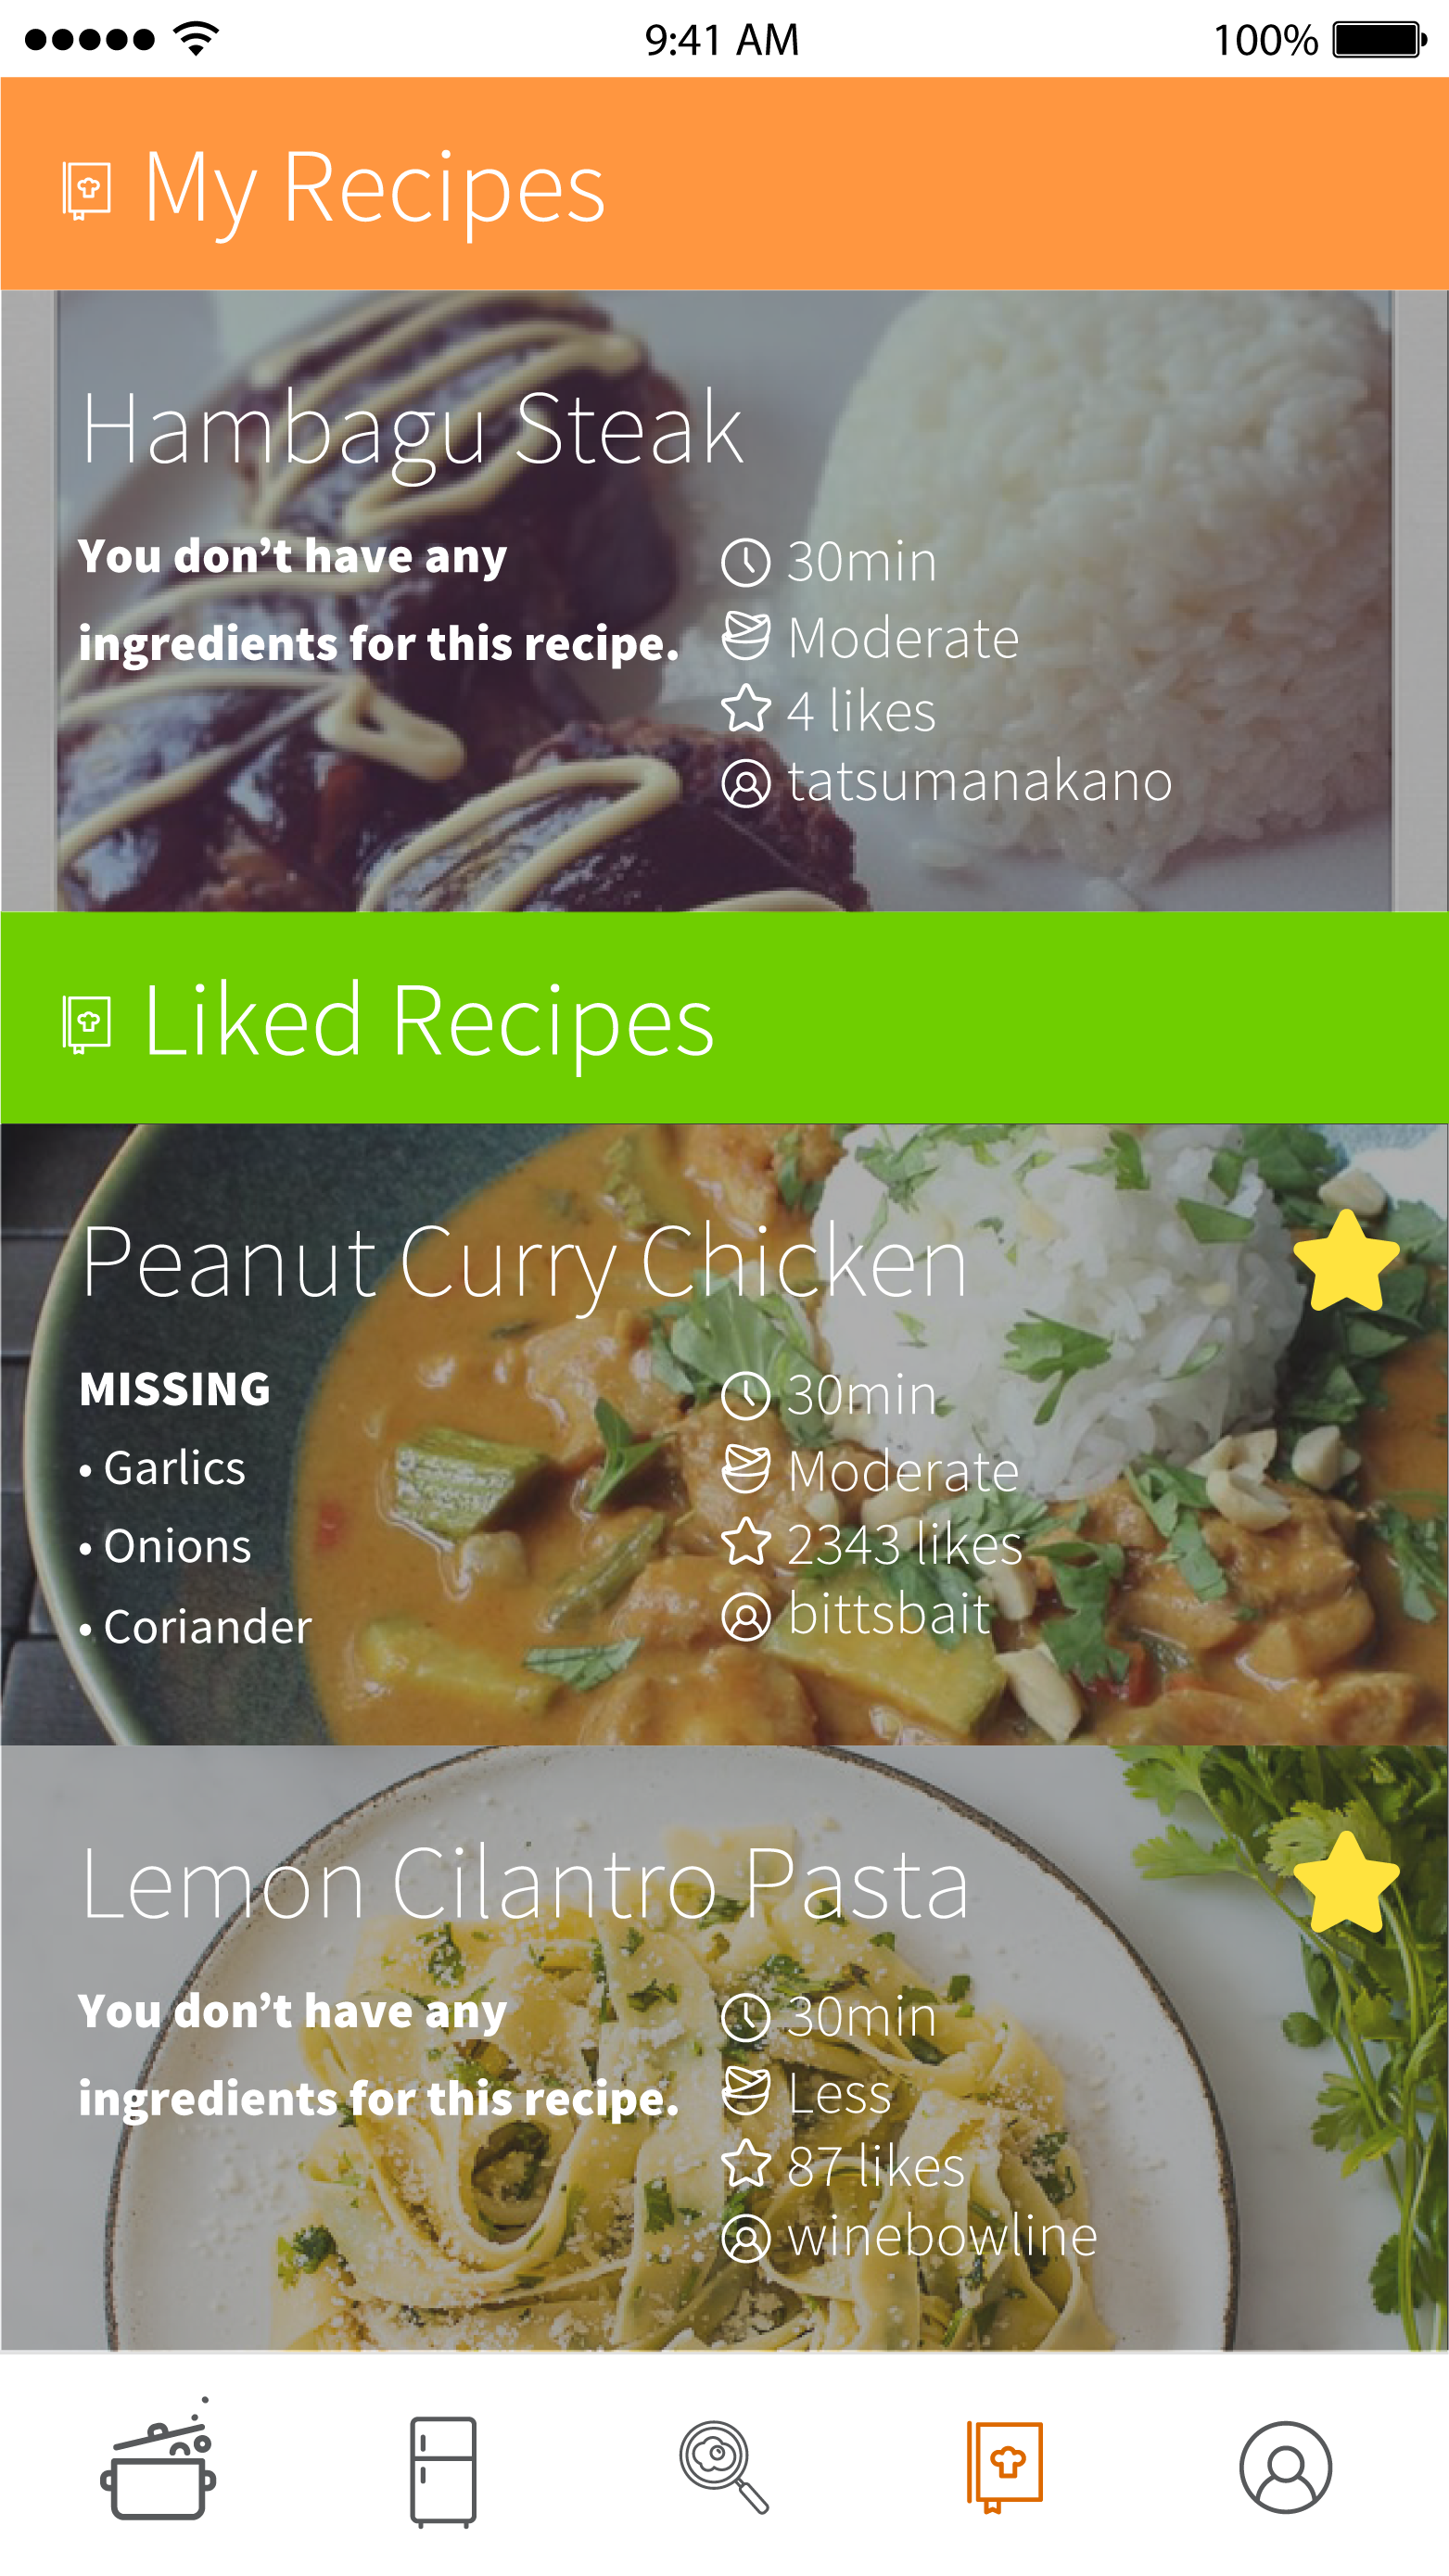 9:41 AM
100%
My Recipes
Hambagu Steak
You don’t have any
ingredients for this recipe.
30min
Moderate
4 likes
tatsumanakano
Liked Recipes
Peanut Curry Chicken
MISSING
• Garlics
• Onions
• Coriander
30min
Moderate
2343 likes
bittsbait
Lemon Cilantro Pasta
You don’t have any
ingredients for this recipe.
30min
Less
87 likes
winebowline